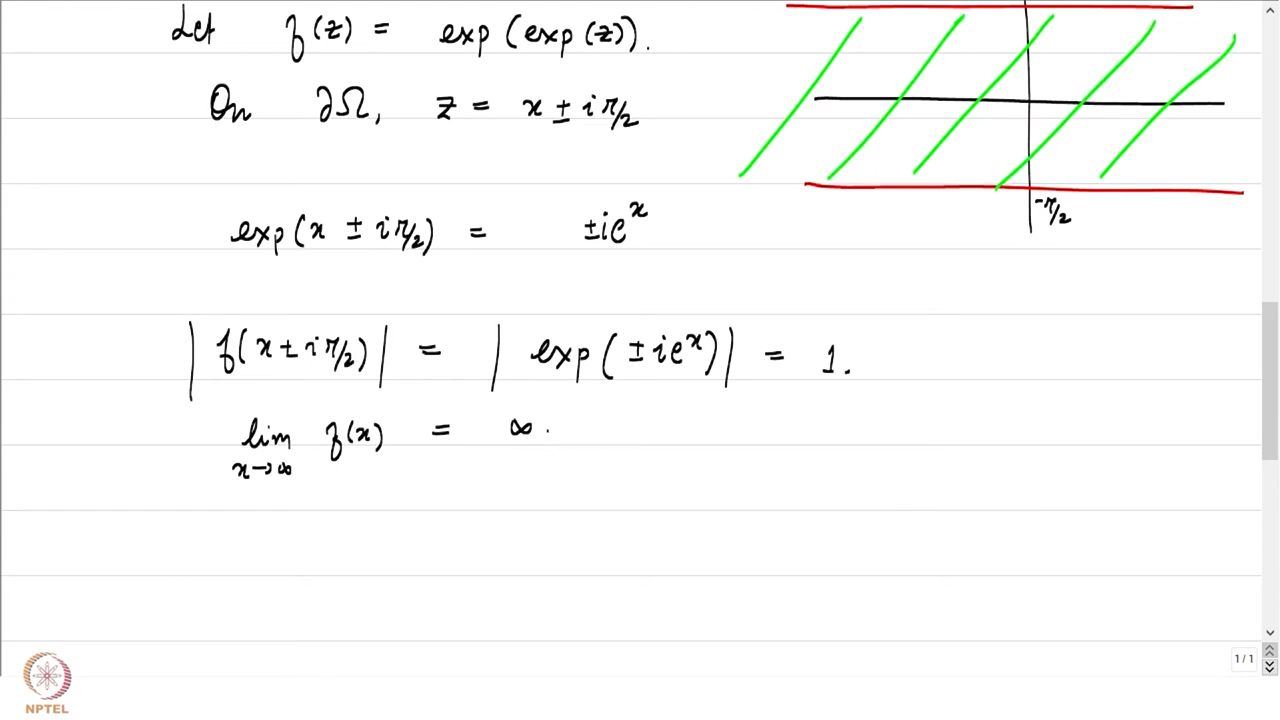 Let f(z) = exp(exp(z)).
On ∂Ω, z = x ± iπ/2
-π/2
exp(x ± iπ/2) = ±ie^x
|f(x ± iπ/2)| = |exp(±ie^x)| = 1.
lim f(x) = ∞.
x→∞
1/1
NPTEL